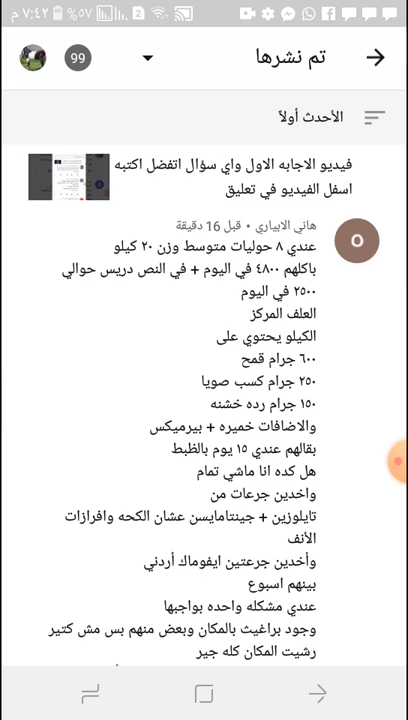 ٧:٤٢ م
٥٧%
2
تم نشرها
99
الأحدث أولاً
فيديو الاجابه الاول واي سؤال اتفضل اكتبه
اسفل الفيديو في تعليق
هاني الابياري • قبل 16 دقيقة
O
عندي ٨ حوليات متوسط وزن ٢٠ كيلو
باكلهم ٤٨٠٠ في اليوم + في النص دريس حوالي
٢٥٠٠ في اليوم
العلف المركز
الكيلو يحتوي على
٦٠٠ جرام قمح
٢٥٠ جرام كسب صويا
١٥٠ جرام رده خشنه
والاضافات خميره + بيرميكس
بقالهم عندي ١٥ يوم بالظبط
هل كده انا ماشي تمام
واخدين جرعات من
تايلوزين + جينتامايسن عشان الكحه وافرازات
الأنف
وأخدين جرعتين ايفوماك أردني
بينهم اسبوع
عندي مشكله واحده بواجبها
وجود براغيث بالمكان وبعض منهم بس مش كتير
رشيت المكان كله جير